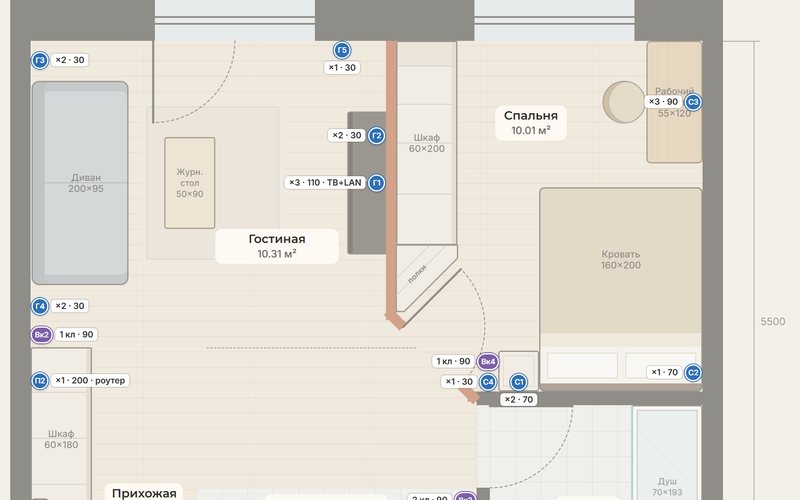 Г3 ×2 · 30
Г5
×1 · 30
×3 · 90 С3
Рабочий
55×120
Спальня
10.01 м²
Шкаф
60×200
×2 · 30 Г2
Диван
200×95
Журн.
стол
50×90
×3 · 110 · ТВ+LAN Г1
Гостиная
10.31 м²
Кровать
160×200
полки
Г4 ×2 · 30
5500
Вк2 1 кл · 90
1 кл · 90 Вк4
×1 · 70 С2
П2 ×1 · 200 · роутер
×1 · 30 С4
С1
×2 · 70
Шкаф
60×180
Душ
70×193
Прихожая